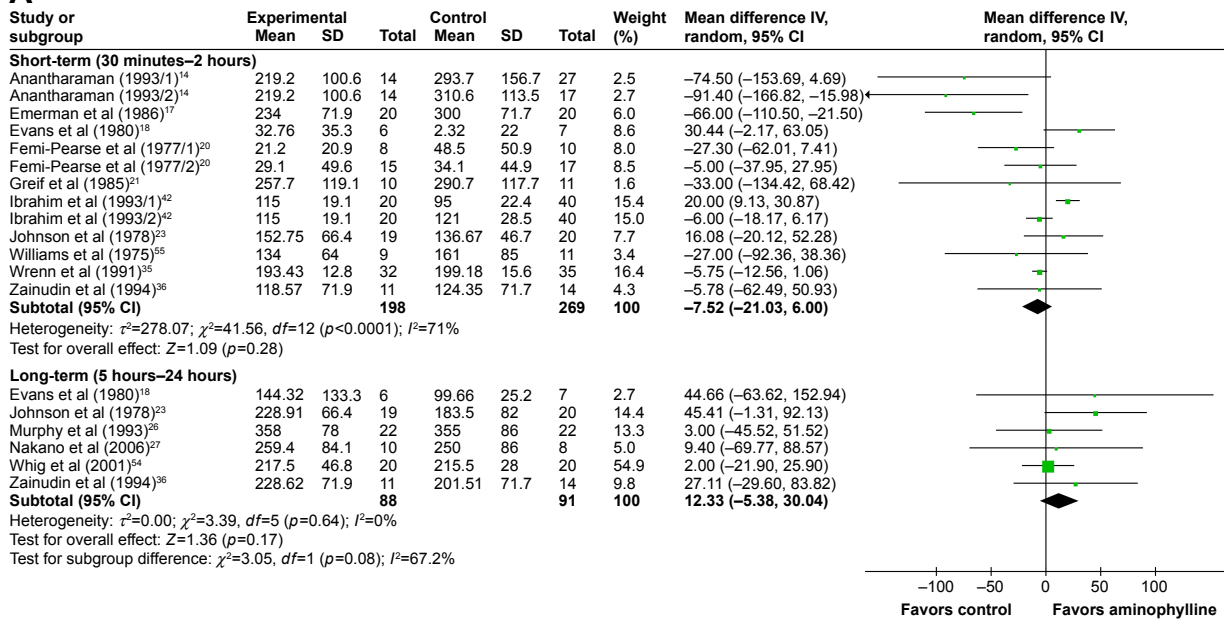 A
Study or Experimental Control Weight Mean difference IV, Mean difference IV,
subgroup Mean SD Total Mean SD Total (%) random, 95% CI random, 95% CI
Short-term (30 minutes–2 hours)
Anantharaman (1993/1)¹⁴ 219.2 100.6 14 293.7 156.7 27 2.5 –74.50 (–153.69, 4.69)
Anantharaman (1993/2)¹⁴ 219.2 100.6 14 310.6 113.5 17 2.7 –91.40 (–166.82, –15.98)
Emerman et al (1986)¹⁷ 234 71.9 20 300 71.7 20 6.0 –66.00 (–110.50, –21.50)
Evans et al (1980)¹⁸ 32.76 35.3 6 2.32 22 7 8.6 30.44 (–2.17, 63.05)
Femi-Pearse et al (1977/1)²⁰ 21.2 20.9 8 48.5 50.9 10 8.0 –27.30 (–62.01, 7.41)
Femi-Pearse et al (1977/2)²⁰ 29.1 49.6 15 34.1 44.9 17 8.5 –5.00 (–37.95, 27.95)
Greif et al (1985)²¹ 257.7 119.1 10 290.7 117.7 11 1.6 –33.00 (–134.42, 68.42)
Ibrahim et al (1993/1)⁴² 115 19.1 20 95 22.4 40 15.4 20.00 (9.13, 30.87)
Ibrahim et al (1993/2)⁴² 115 19.1 20 121 28.5 40 15.0 –6.00 (–18.17, 6.17)
Johnson et al (1978)²³ 152.75 66.4 19 136.67 46.7 20 7.7 16.08 (–20.12, 52.28)
Williams et al (1975)⁵⁵ 134 64 9 161 85 11 3.4 –27.00 (–92.36, 38.36)
Wrenn et al (1991)³⁵ 193.43 12.8 32 199.18 15.6 35 16.4 –5.75 (–12.56, 1.06)
Zainudin et al (1994)³⁶ 118.57 71.9 11 124.35 71.7 14 4.3 –5.78 (–62.49, 50.93)
Subtotal (95% CI) 198 269 100 –7.52 (–21.03, 6.00)
Heterogeneity: τ²=278.07; χ²=41.56, df=12 (p<0.0001); I²=71%
Test for overall effect: Z=1.09 (p=0.28)
Long-term (5 hours–24 hours)
Evans et al (1980)¹⁸ 144.32 133.3 6 99.66 25.2 7 2.7 44.66 (–63.62, 152.94)
Johnson et al (1978)²³ 228.91 66.4 19 183.5 82 20 14.4 45.41 (–1.31, 92.13)
Murphy et al (1993)²⁶ 358 78 22 355 86 22 13.3 3.00 (–45.52, 51.52)
Nakano et al (2006)²⁷ 259.4 84.1 10 250 86 8 5.0 9.40 (–69.77, 88.57)
Whig et al (2001)⁵⁴ 217.5 46.8 20 215.5 28 20 54.9 2.00 (–21.90, 25.90)
Zainudin et al (1994)³⁶ 228.62 71.9 11 201.51 71.7 14 9.8 27.11 (–29.60, 83.82)
Subtotal (95% CI) 88 91 100 12.33 (–5.38, 30.04)
Heterogeneity: τ²=0.00; χ²=3.39, df=5 (p=0.64); I²=0%
Test for overall effect: Z=1.36 (p=0.17)
Test for subgroup difference: χ²=3.05, df=1 (p=0.08); I²=67.2%
–100 –50 0 50 100
Favors control Favors aminophylline